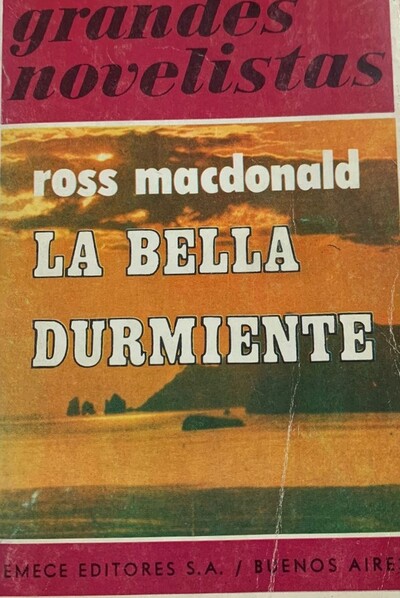 grandes
novelistas
ross macdonald
LA BELLA
DURMIENTE
EMECE EDITORES S.A. / BUENOS AIRE